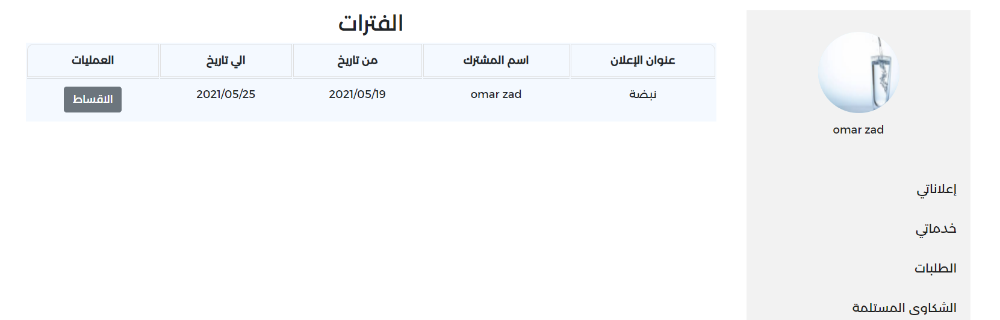 الفترات
عنوان الإعلان اسم المشترك من تاريخ الي تاريخ العمليات
نبضة omar zad 2021/05/19 2021/05/25 الاقساط
omar zad
إعلاناتي
خدماتي
الطلبات
الشكاوى المستلمة